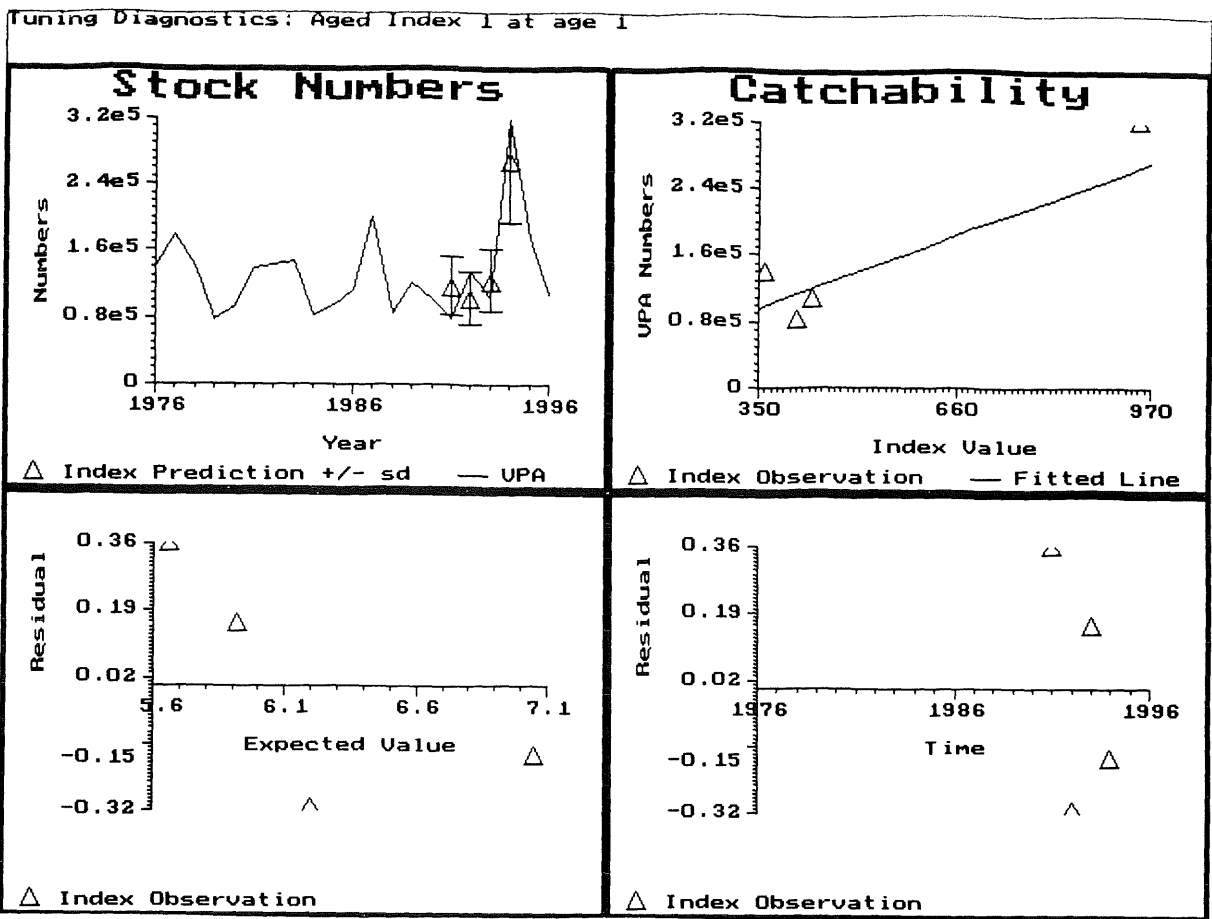 Tuning Diagnostics: Aged Index 1 at age 1
Stock Numbers
3.2e5
2.4e5
1.6e5
0.8e5
0
Numbers
1976 1986 1996
Year
△ Index Prediction +/- sd — VPA
Catchability
3.2e5
2.4e5
1.6e5
0.8e5
0
VPA Numbers
350 660 970
Index Value
△ Index Observation — Fitted Line
0.36
0.19
0.02
-0.15
-0.32
Residual
5.6 6.1 6.6 7.1
Expected Value
△ Index Observation
0.36
0.19
0.02
-0.15
-0.32
Residual
1976 1986 1996
Time
△ Index Observation